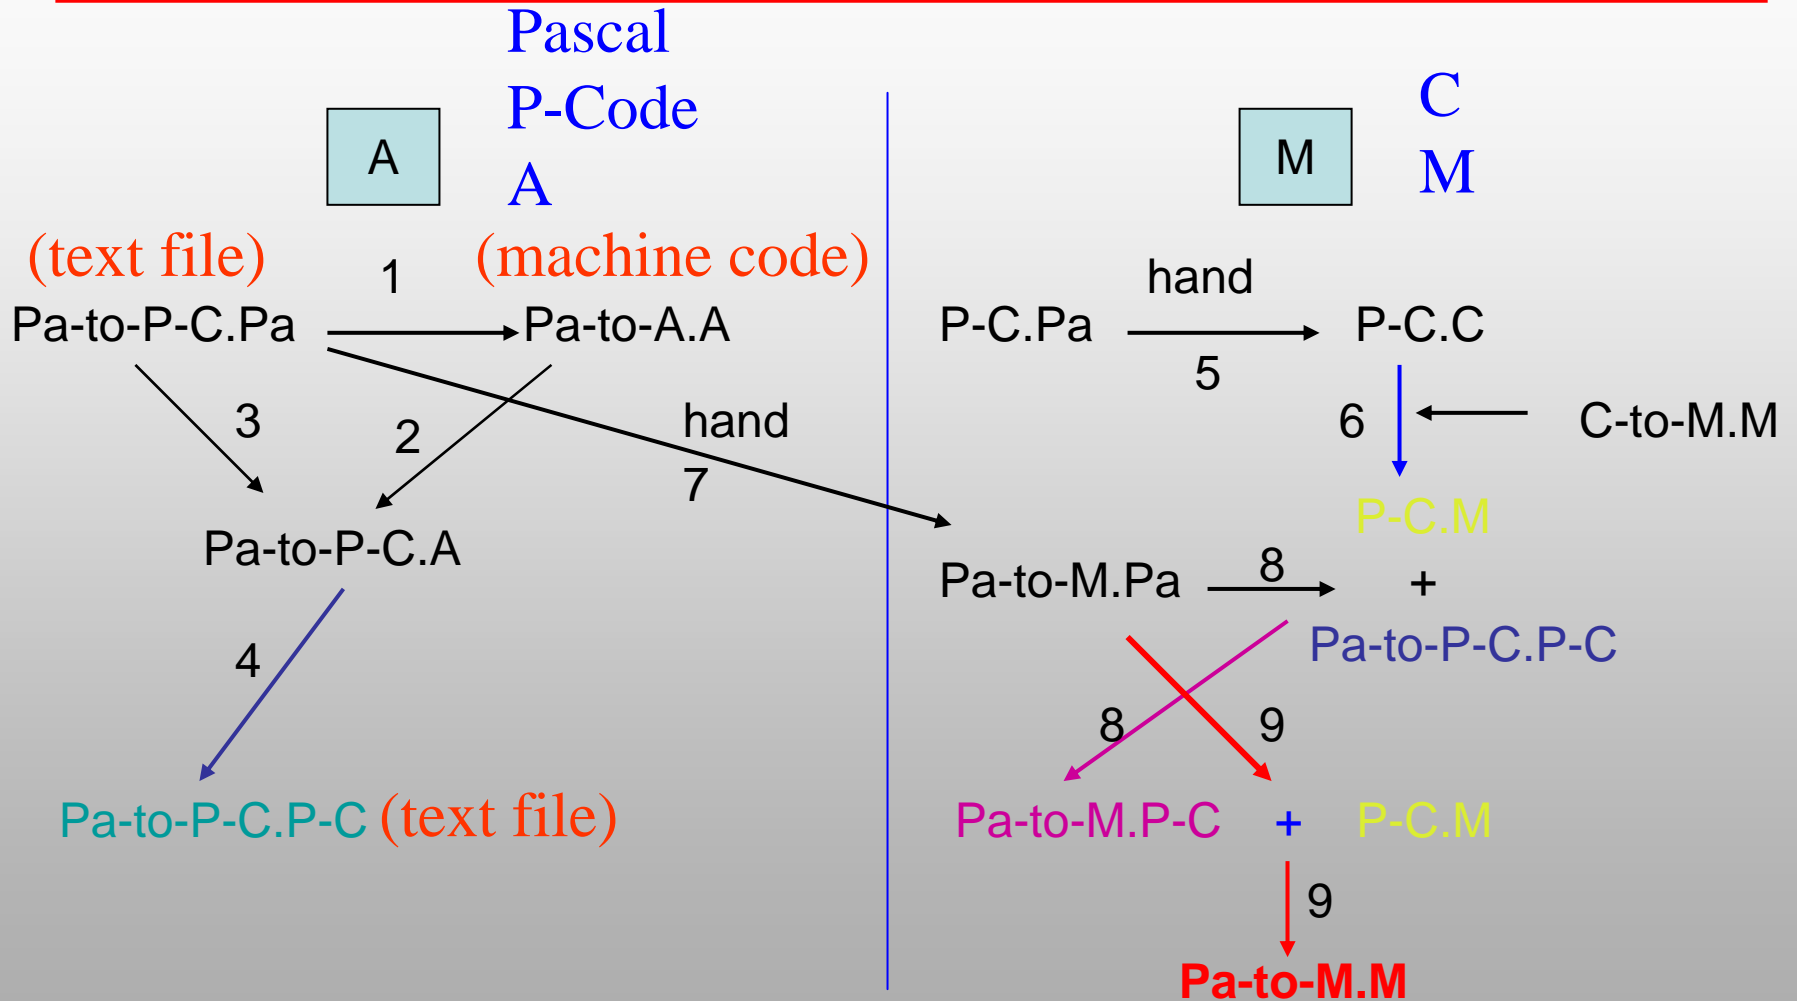 Pascal
P-Code
A
A
C
M
M
(text file)
1
(machine code)
hand
Pa-to-P-C.Pa
Pa-to-A.A
P-C.Pa
P-C.C
5
3
2
hand
7
6
C-to-M.M
P-C.M
Pa-to-P-C.A
Pa-to-M.Pa
8
+
Pa-to-P-C.P-C
4
8
9
Pa-to-P-C.P-C (text file)
Pa-to-M.P-C + P-C.M
9
Pa-to-M.M